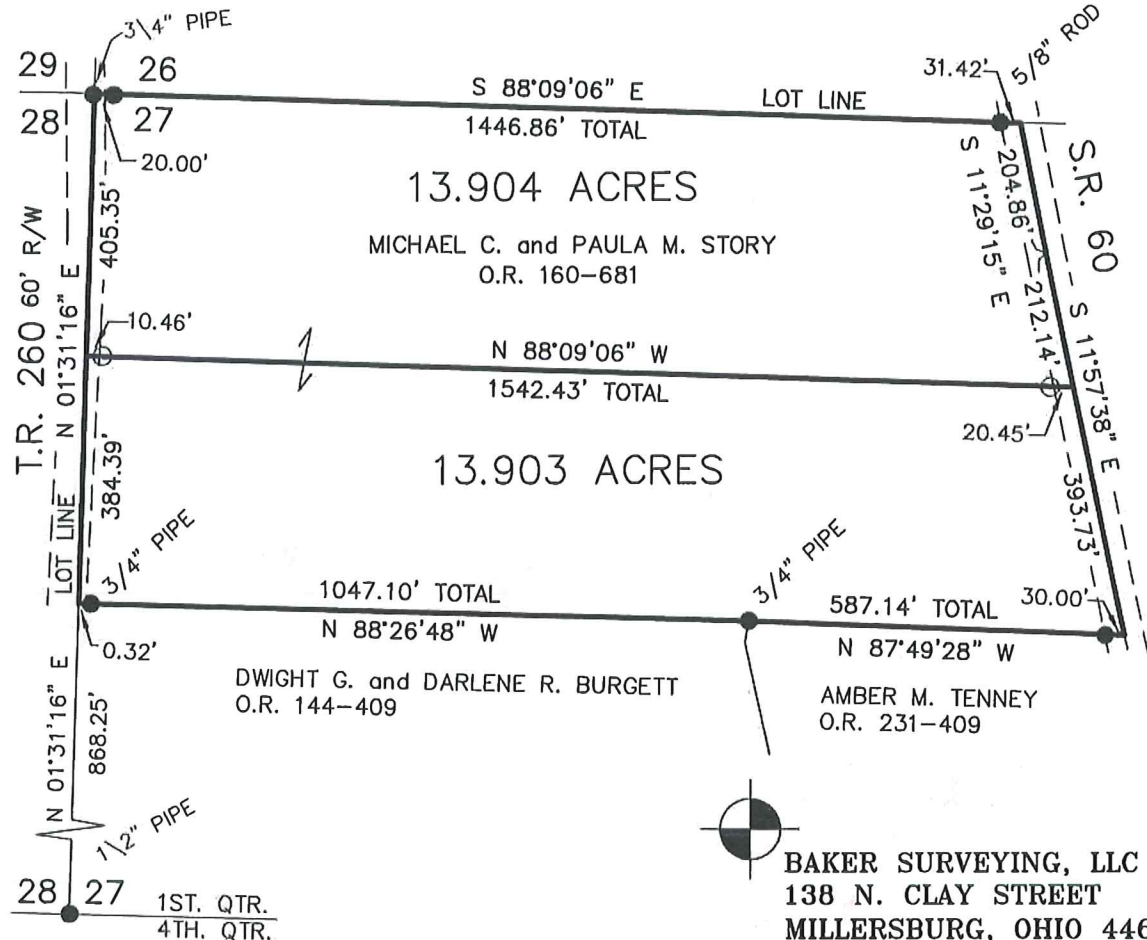 3\4" PIPE
29
26
28
27
20.00'
S 88°09'06" E
LOT LINE
1446.86' TOTAL
31.42'
5/8" ROD
S.R. 60
13.904 ACRES
MICHAEL C. and PAULA M. STORY
O.R. 160-681
T.R. 260 60' R/W
N 01°31'16" E
405.35'
204.86'
S 11°29'15" E
212.14'
S 11°57'38" E
10.46'
N 88°09'06" W
1542.43' TOTAL
20.45'
13.903 ACRES
LOT LINE
384.39'
393.73'
3/4" PIPE
3/4" PIPE
1047.10' TOTAL
N 88°26'48" W
587.14' TOTAL
N 87°49'28" W
30.00'
0.32'
DWIGHT G. and DARLENE R. BURGETT
O.R. 144-409
AMBER M. TENNEY
O.R. 231-409
N 01°31'16" E
868.25'
1\2" PIPE
28
27
1ST. QTR.
4TH. QTR.
BAKER SURVEYING, LLC
138 N. CLAY STREET
MILLERSBURG, OHIO 446